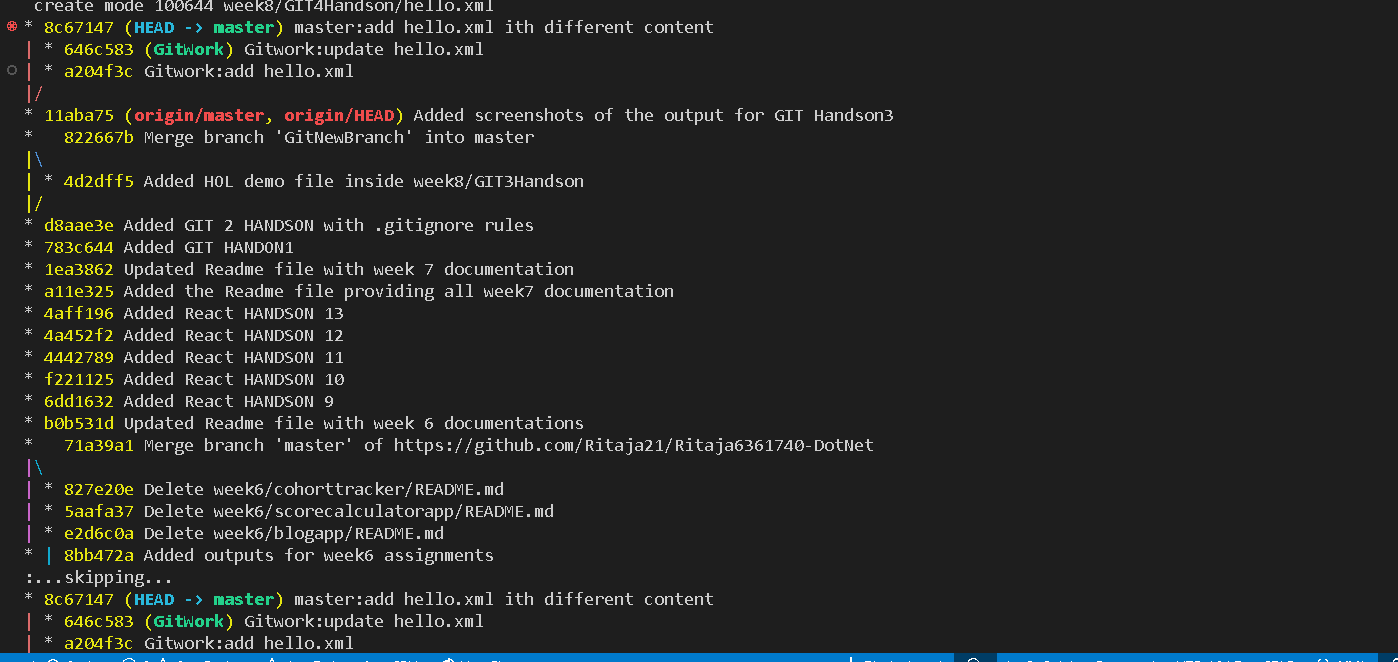 create mode 100644 week8/GIT4Handson/hello.xml
* 8c67147 (HEAD -> master) master:add hello.xml ith different content
| * 646c583 (GitWork) Gitwork:update hello.xml
| * a204f3c Gitwork:add hello.xml
|/
* 11aba75 (origin/master, origin/HEAD) Added screenshots of the output for GIT Handson3
*   822667b Merge branch 'GitNewBranch' into master
|\
| * 4d2dff5 Added HOL demo file inside week8/GIT3Handson
|/
* d8aae3e Added GIT 2 HANDSON with .gitignore rules
* 783c644 Added GIT HANDON1
* 1ea3862 Updated Readme file with week 7 documentation
* a11e325 Added the Readme file providing all week7 documentation
* 4aff196 Added React HANDSON 13
* 4a452f2 Added React HANDSON 12
* 4442789 Added React HANDSON 11
* f221125 Added React HANDSON 10
* 6dd1632 Added React HANDSON 9
* b0b531d Updated Readme file with week 6 documentations
*   71a39a1 Merge branch 'master' of https://github.com/Ritaja21/Ritaja6361740-DotNet
|\
| * 827e20e Delete week6/cohorttracker/README.md
| * 5aafa37 Delete week6/scorecalculatorapp/README.md
| * e2d6c0a Delete week6/blogapp/README.md
* | 8bb472a Added outputs for week6 assignments
:...skipping...
* 8c67147 (HEAD -> master) master:add hello.xml ith different content
| * 646c583 (GitWork) Gitwork:update hello.xml
| * a204f3c Gitwork:add hello.xml